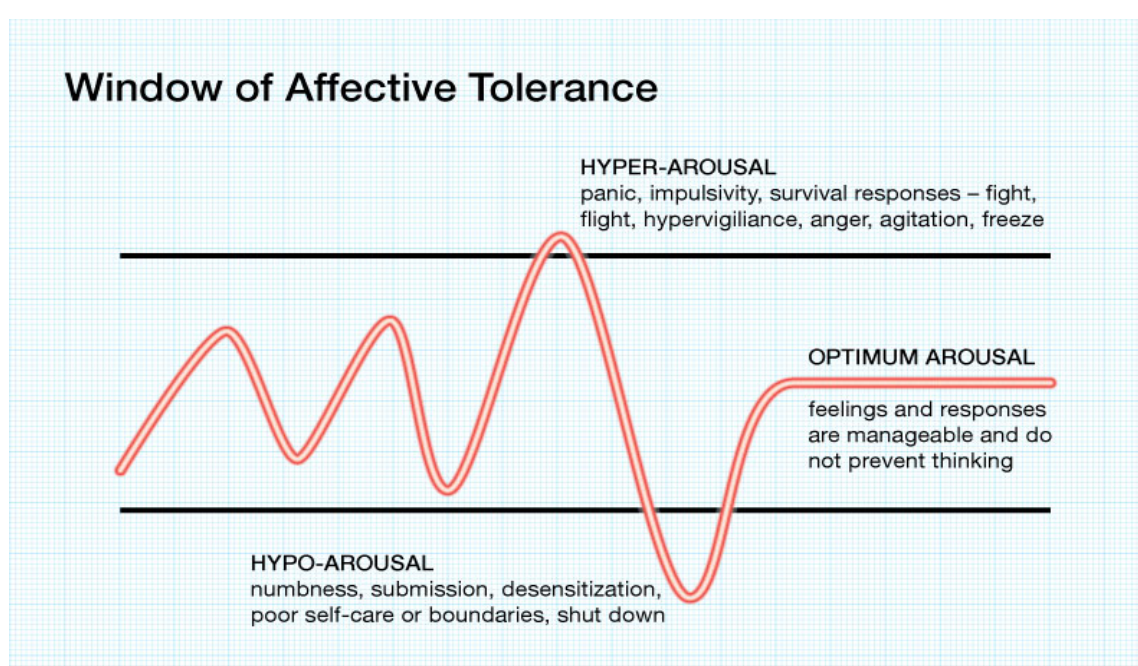 Window of Affective Tolerance
HYPER-AROUSAL
panic, impulsivity, survival responses – fight,
flight, hypervigiliance, anger, agitation, freeze
OPTIMUM AROUSAL
feelings and responses
are manageable and do
not prevent thinking
HYPO-AROUSAL
numbness, submission, desensitization,
poor self-care or boundaries, shut down